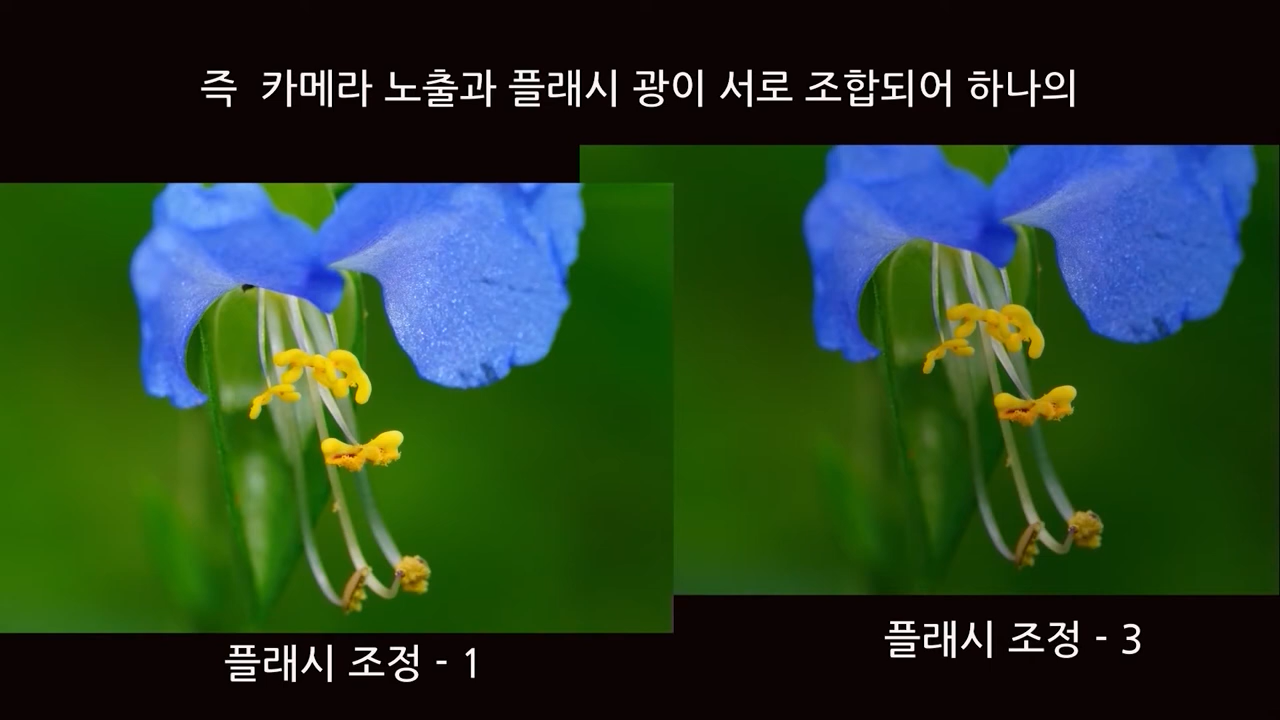 즉 카메라 노출과 플래시 광이 서로 조합되어 하나의
플래시 조정 - 1
플래시 조정 - 3